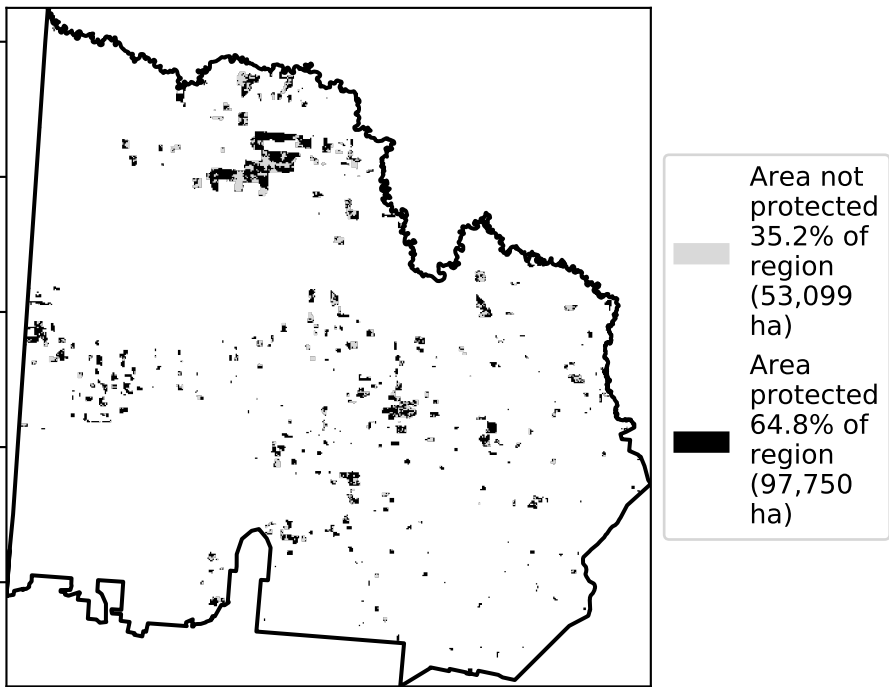 Area not
protected
35.2% of
region
(53,099
ha)
Area
protected
64.8% of
region
(97,750
ha)